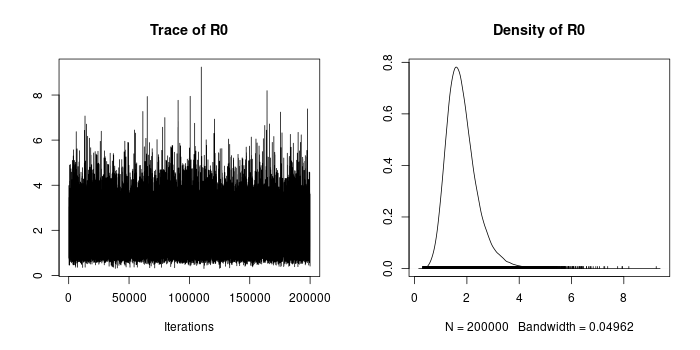 Trace of R0
8
6
4
2
0
0 50000 100000 150000 200000
Iterations
Density of R0
0.8
0.6
0.4
0.2
0.0
0 2 4 6 8
N = 200000 Bandwidth = 0.04962